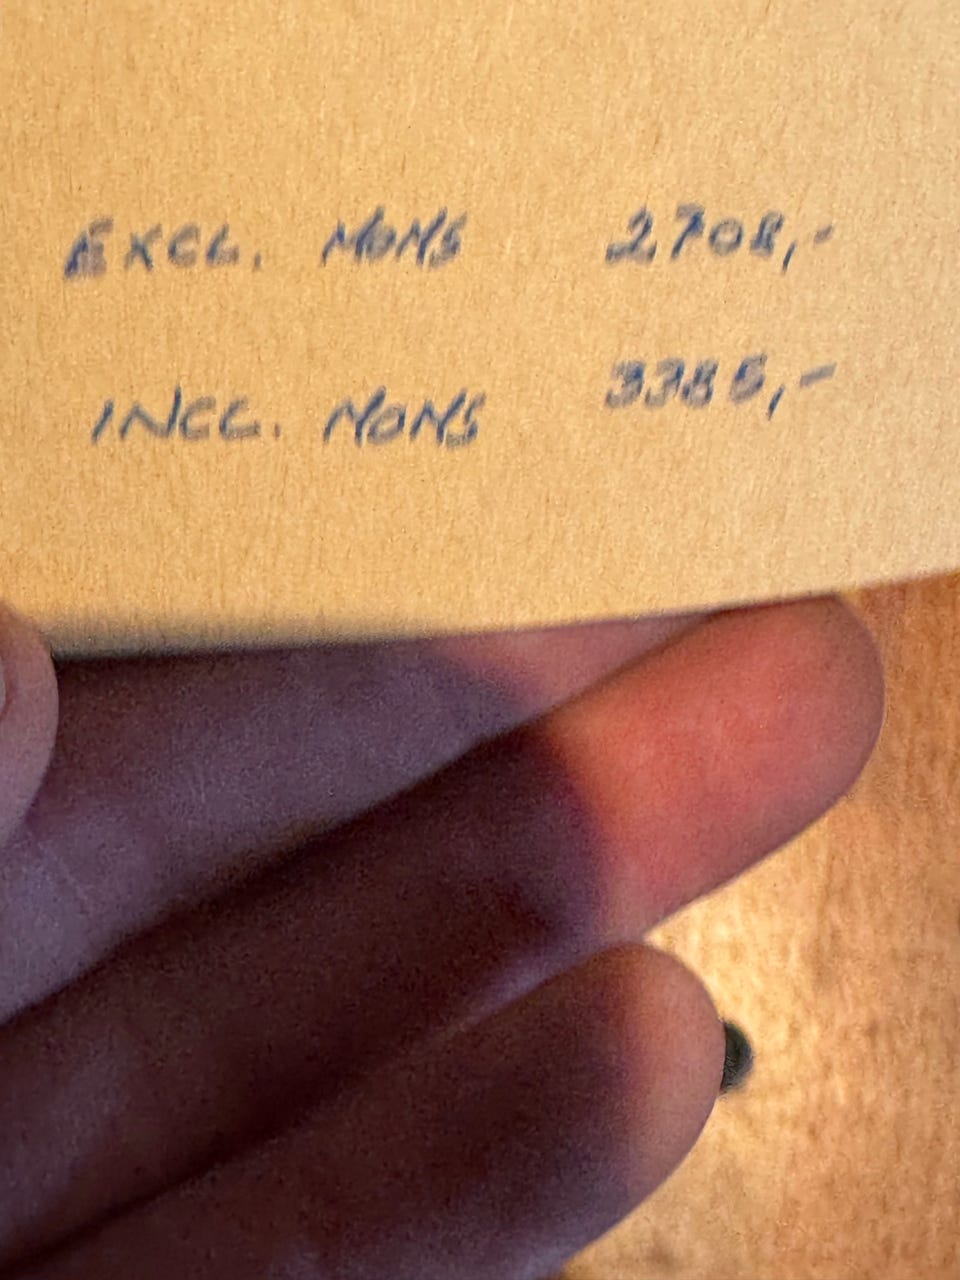 EXCL. MOMS 2708,-
INCL. MOMS 3385,-